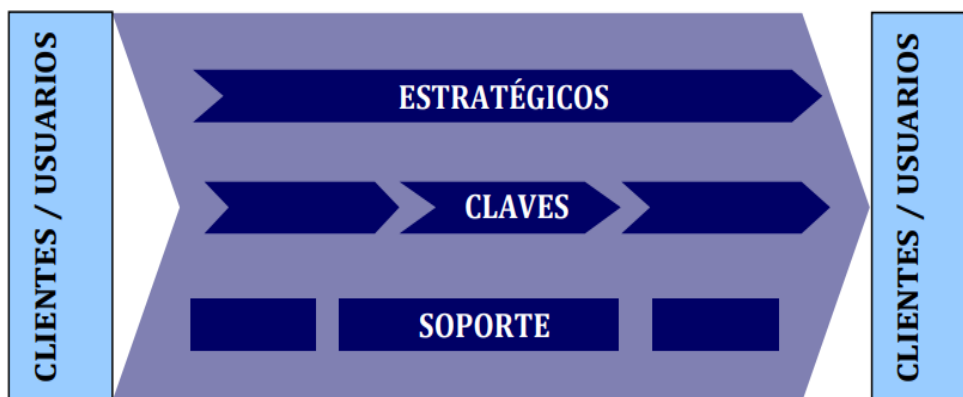 CLIENTES / USUARIOS
ESTRATÉGICOS
CLAVES
SOPORTE
CLIENTES / USUARIOS